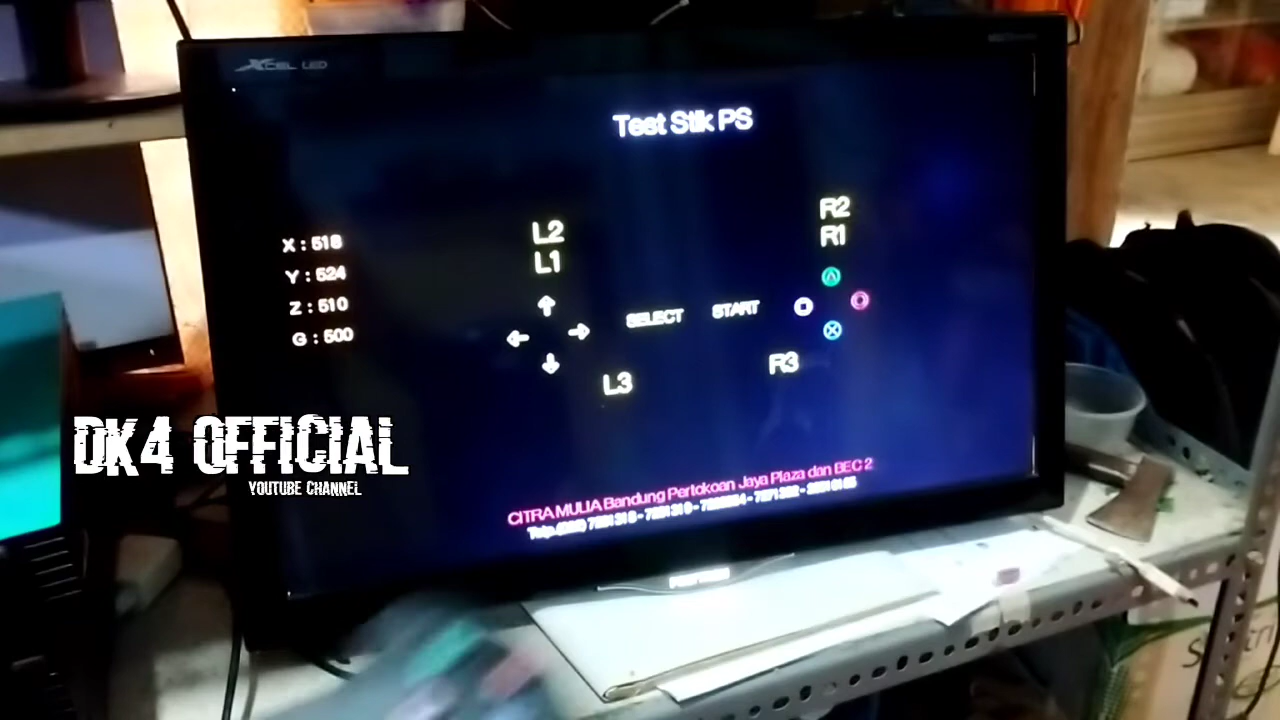 XCEL LED
Test Stik PS
R2
L2
R1
X : 518
L1
Y : 524
Z : 510
SELECT
START
G : 500
R3
L3
DK4 OFFICIAL
YOUTUBE CHANNEL
CITRA MULIA Bandung Pertokoan Jaya Plaza dan BEC 2